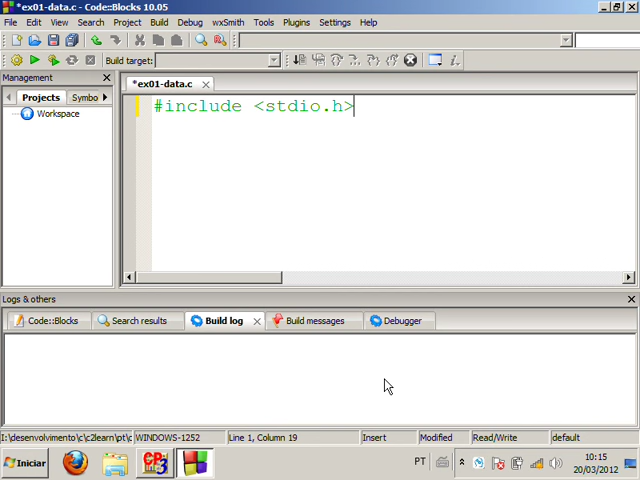 *ex01-data.c - Code::Blocks 10.05
File Edit View Search Project Build Debug wxSmith Tools Plugins Settings Help
Build target:
Management
*ex01-data.c
Projects Symbo
Workspace
#include <stdio.h>
Logs & others
Code::Blocks Search results Build log Build messages Debugger
I:\desenvolvimento\c\c2learn\pt\c WINDOWS-1252 Line 1, Column 19 Insert Modified Read/Write default
Iniciar PT 10:15
20/03/2012